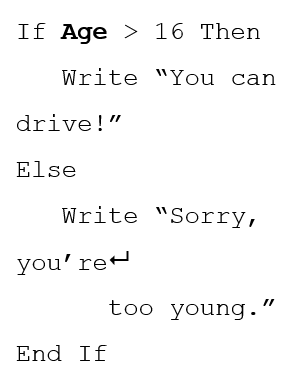 If Age > 16 Then
Write “You can
drive!”
Else
Write “Sorry,
you’re↵
too young.”
End If